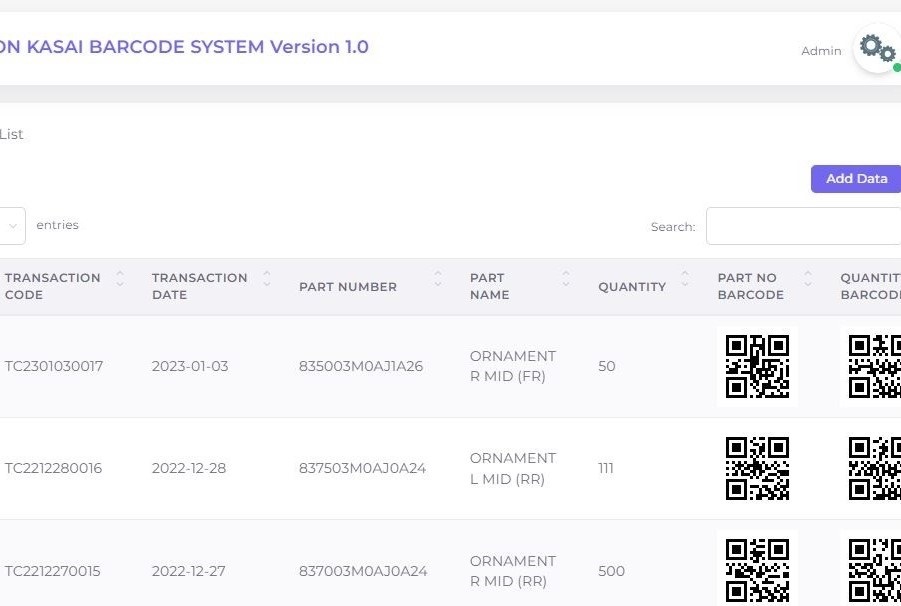 ON KASAI BARCODE SYSTEM Version 1.0
Admin
List
Add Data
entries
Search:
TRANSACTION CODE TRANSACTION DATE PART NUMBER PART NAME QUANTITY PART NO BARCODE QUANTIT BARCOD
TC2301030017 2023-01-03 835003M0AJ1A26 ORNAMENT R MID (FR) 50
TC2212280016 2022-12-28 837503M0AJ0A24 ORNAMENT L MID (RR) 111
TC2212270015 2022-12-27 837003M0AJ0A24 ORNAMENT R MID (RR) 500